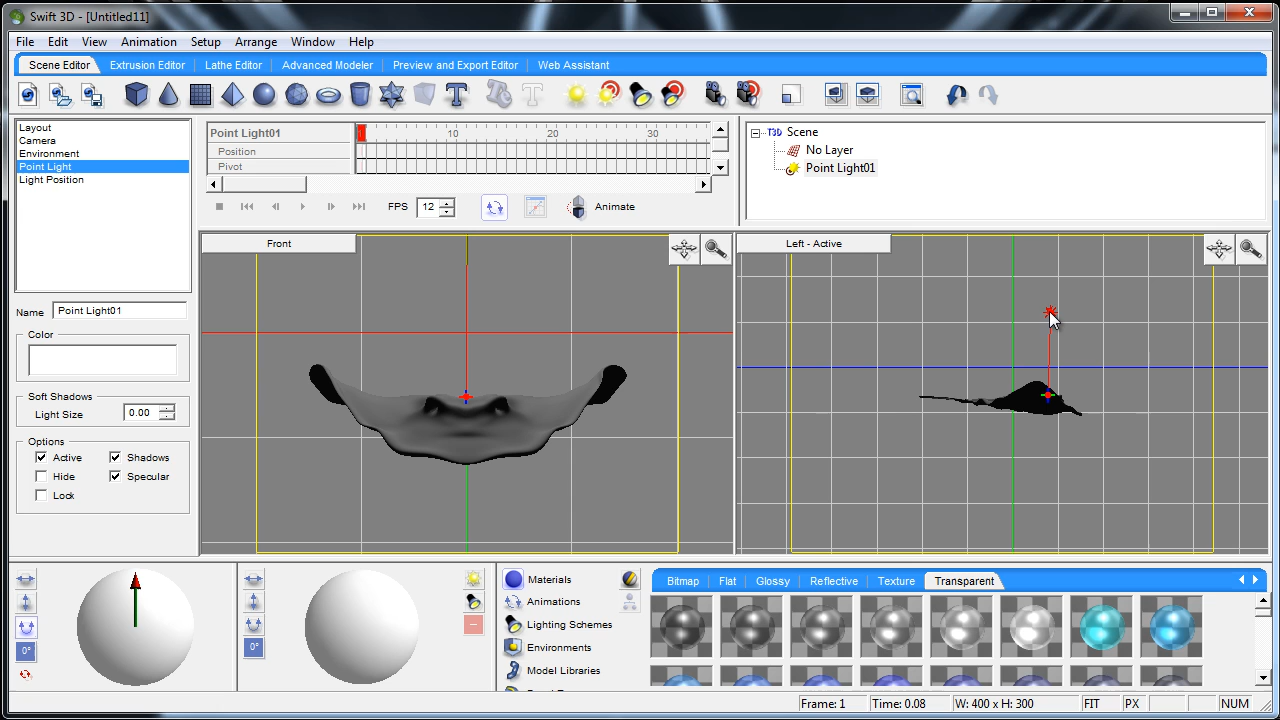 Swift 3D - [Untitled11]
File Edit View Animation Setup Arrange Window Help
Scene Editor Extrusion Editor Lathe Editor Advanced Modeler Preview and Export Editor Web Assistant
Layout
Camera
Environment
Point Light
Light Position
Point Light01 10 20 30
Position
Pivot
FPS 12 Animate
Scene
No Layer
Point Light01
Front
Left - Active
Name Point Light01
Color
Soft Shadows
Light Size 0.00
Options
Active Shadows
Hide Specular
Lock
0°
0°
Materials
Animations
Lighting Schemes
Environments
Model Libraries
Bitmap Flat Glossy Reflective Texture Transparent
Frame: 1 Time: 0.08 W: 400 x H: 300 FIT PX NUM